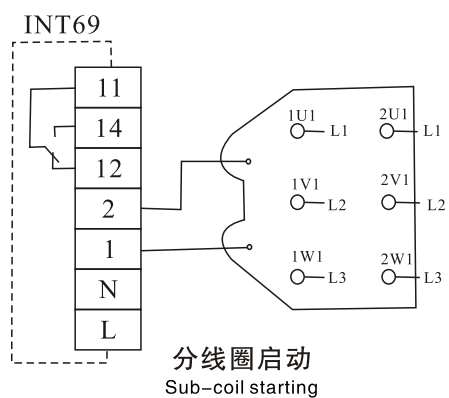 INT69
11
14
12
2
1
N
L
1U1 2U1
L1 L1
1V1 2V1
L2 L2
1W1 2W1
L3 L3
分线圈启动
Sub-coil starting